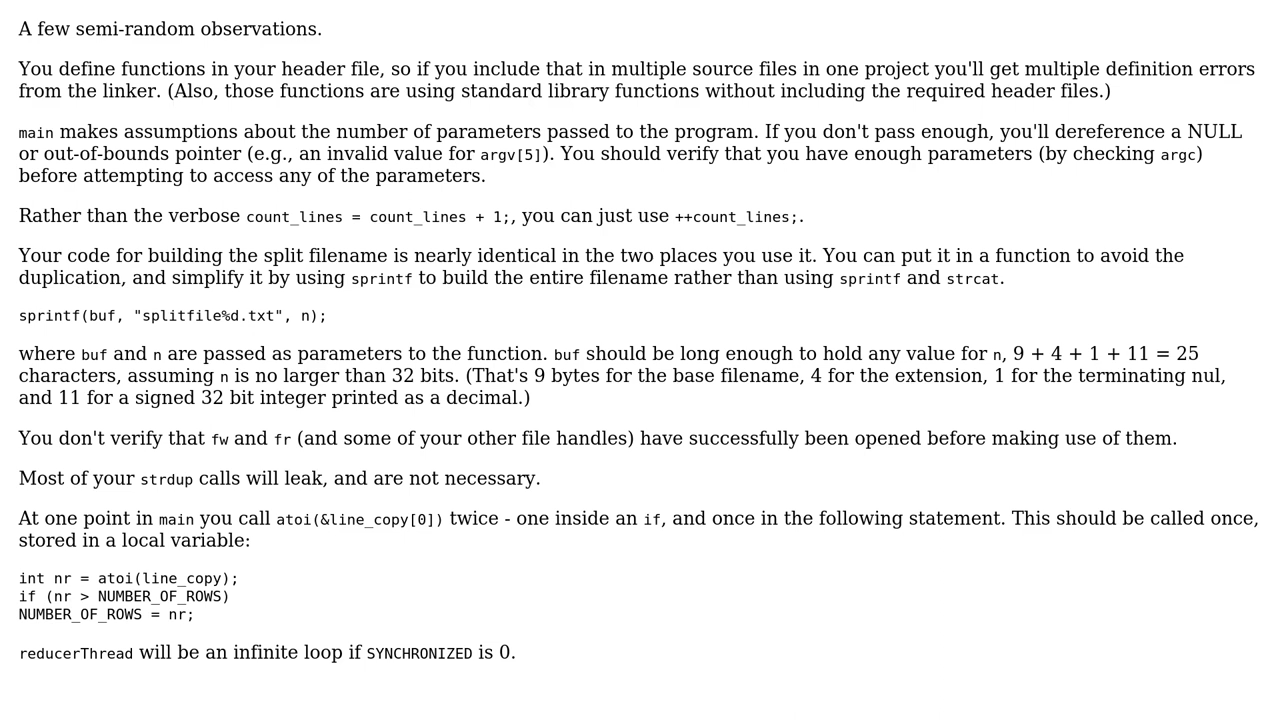 A few semi-random observations.
You define functions in your header file, so if you include that in multiple source files in one project you'll get multiple definition errors
from the linker. (Also, those functions are using standard library functions without including the required header files.)
main makes assumptions about the number of parameters passed to the program. If you don't pass enough, you'll dereference a NULL
or out-of-bounds pointer (e.g., an invalid value for argv[5]). You should verify that you have enough parameters (by checking argc)
before attempting to access any of the parameters.
Rather than the verbose count_lines = count_lines + 1;, you can just use ++count_lines;.
Your code for building the split filename is nearly identical in the two places you use it. You can put it in a function to avoid the
duplication, and simplify it by using sprintf to build the entire filename rather than using sprintf and strcat.
sprintf(buf, "splitfile%d.txt", n);
where buf and n are passed as parameters to the function. buf should be long enough to hold any value for n, 9 + 4 + 1 + 11 = 25
characters, assuming n is no larger than 32 bits. (That's 9 bytes for the base filename, 4 for the extension, 1 for the terminating nul,
and 11 for a signed 32 bit integer printed as a decimal.)
You don't verify that fw and fr (and some of your other file handles) have successfully been opened before making use of them.
Most of your strdup calls will leak, and are not necessary.
At one point in main you call atoi(&line_copy[0]) twice - one inside an if, and once in the following statement. This should be called once,
stored in a local variable:
int nr = atoi(line_copy);
if (nr > NUMBER_OF_ROWS)
NUMBER_OF_ROWS = nr;
reducerThread will be an infinite loop if SYNCHRONIZED is 0.